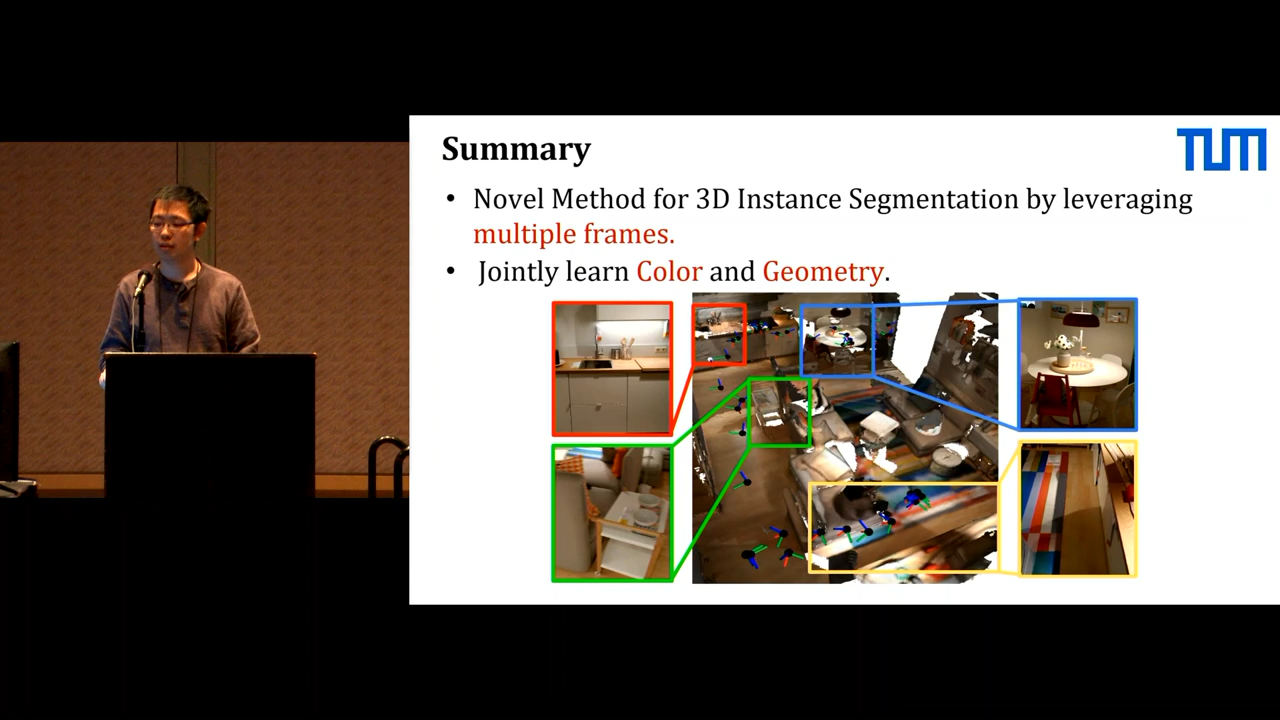 Summary
TUM
• Novel Method for 3D Instance Segmentation by leveraging
multiple frames.
• Jointly learn Color and Geometry.